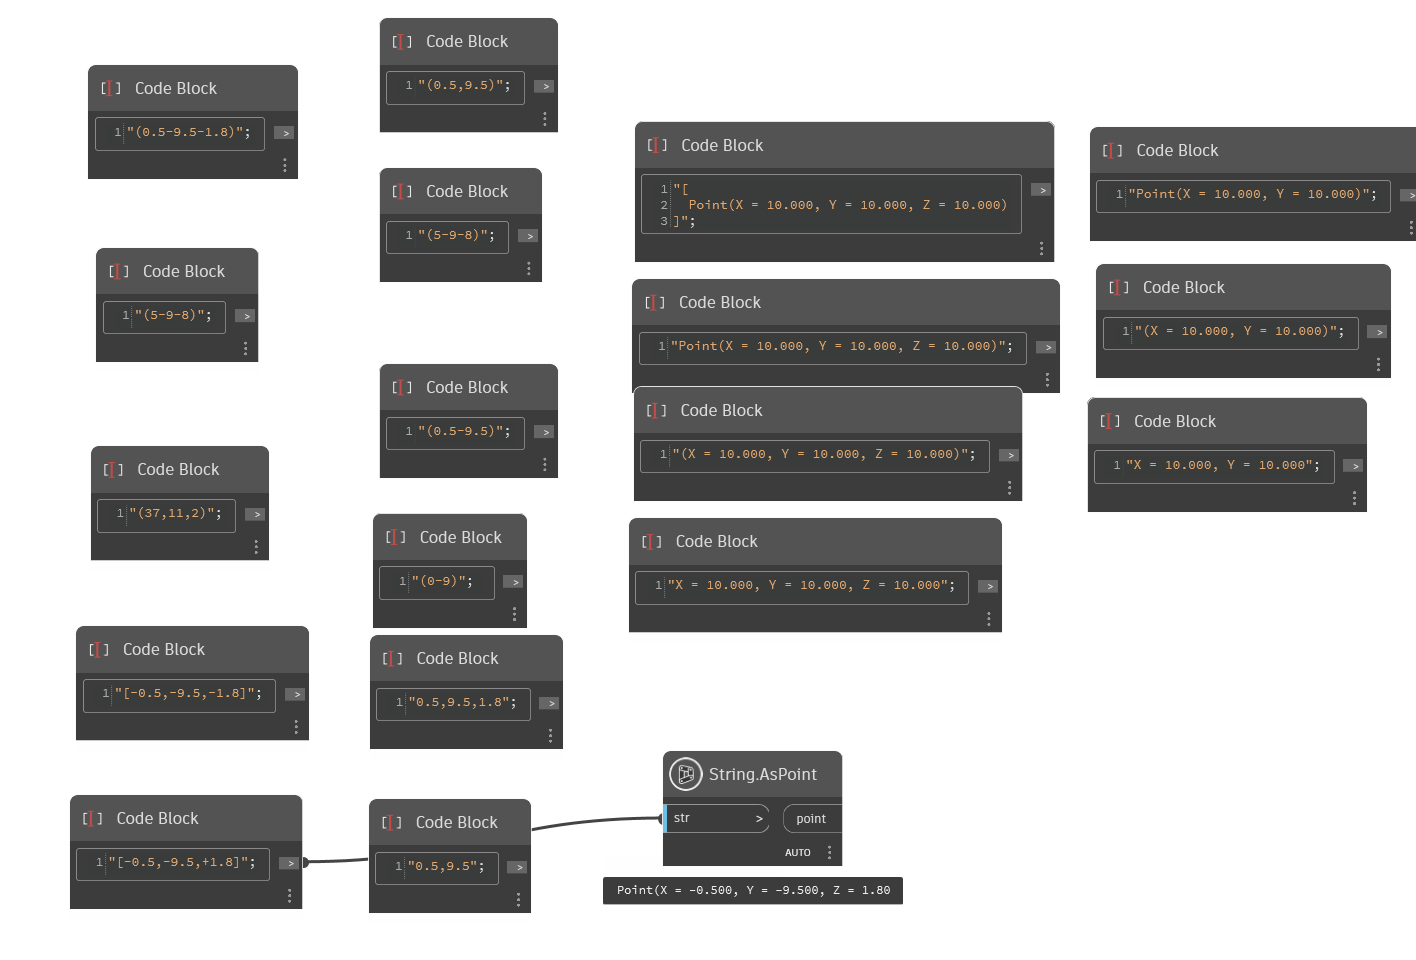 Code Block
1 "(0.5-9.5-1.8)"; >
Code Block
1 "(5-9-8)"; >
Code Block
1 "(37,11,2)"; >
Code Block
1 "[-0.5,-9.5,-1.8]"; >
Code Block
1 "[-0.5,-9.5,+1.8]"; >
Code Block
1 "(0.5,9.5)"; >
Code Block
1 "(5-9-8)"; >
Code Block
1 "(0.5-9.5)"; >
Code Block
1 "(0-9)"; >
Code Block
1 "0.5,9.5,1.8"; >
Code Block
1 "0.5,9.5"; >
Code Block
1 "[ >
2 Point(X = 10.000, Y = 10.000, Z = 10.000)
3 ]";
Code Block
1 "Point(X = 10.000, Y = 10.000, Z = 10.000)"; >
Code Block
1 "(X = 10.000, Y = 10.000, Z = 10.000)"; >
Code Block
1 "X = 10.000, Y = 10.000, Z = 10.000"; >
String.AsPoint
str > point
AUTO
Point(X = -0.500, Y = -9.500, Z = 1.80
Code Block
1 "Point(X = 10.000, Y = 10.000)"; >
Code Block
1 "(X = 10.000, Y = 10.000)"; >
Code Block
1 "X = 10.000, Y = 10.000"; >